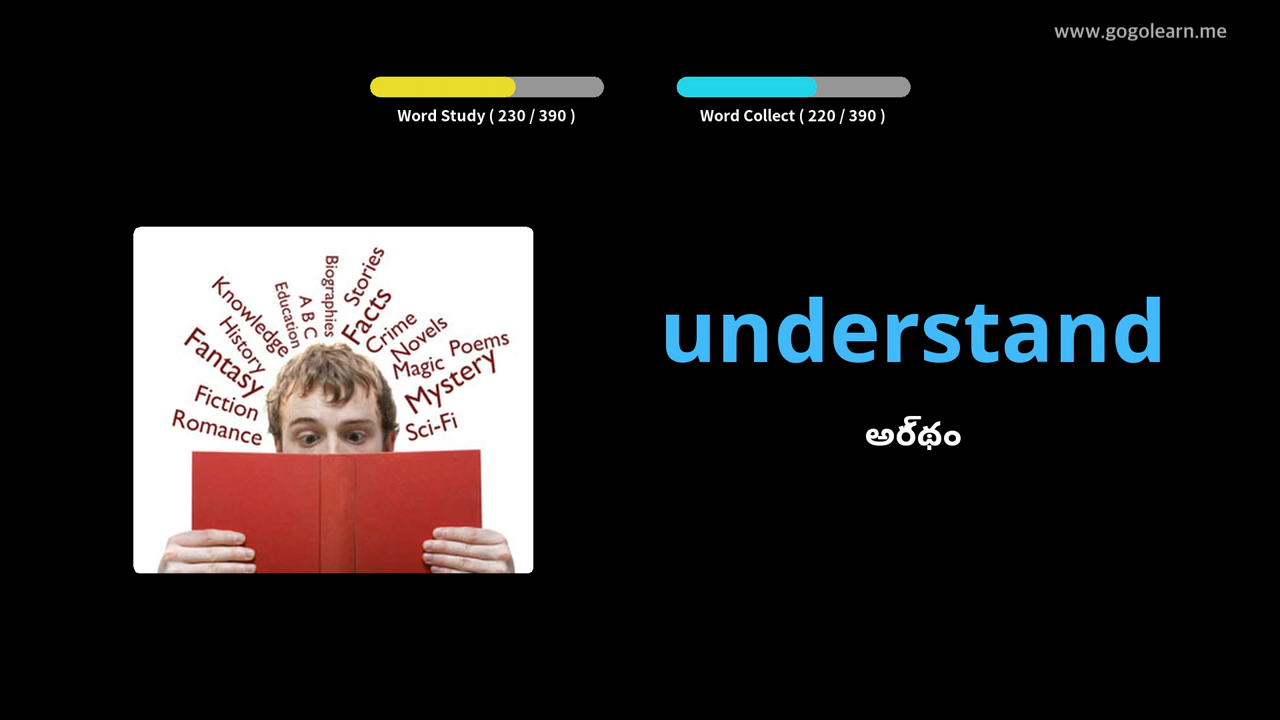 www.gogolearn.me
Word Study ( 230 / 390 )
Word Collect ( 220 / 390 )
Biographies
Stories
Education
A B C
Facts
Knowledge
Crime
History
Novels
Fantasy
Poems
Magic
Mystery
Fiction
Romance
Sci-Fi
understand
అర్‌థం